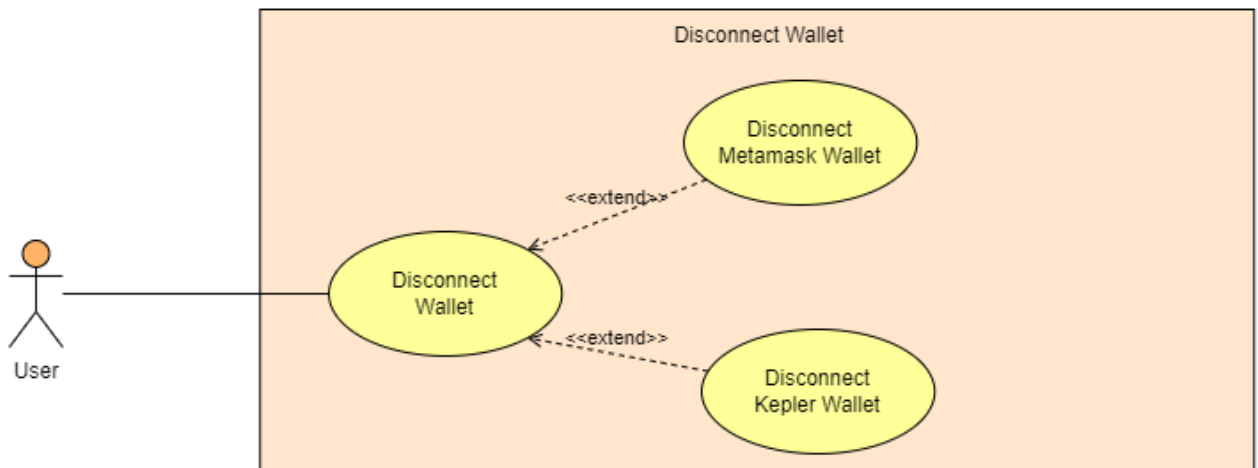 Disconnect Wallet
Disconnect
Metamask Wallet
<<extend>>
Disconnect
Wallet
<<extend>>
User
Disconnect
Kepler Wallet